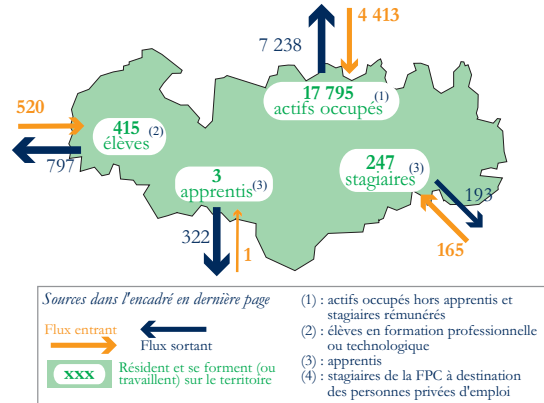 4 413
7 238
17 795 (1)
actifs occupés
520
415 (2)
élèves
797
3
apprentis (3)
247
stagiaires (3)
193
322
1
165
Sources dans l'encadré en dernière page
Flux entrant
Flux sortant
xxx
Résident et se forment (ou
travaillent) sur le territoire
(1) : actifs occupés hors apprentis et
stagiaires rémunérés
(2) : élèves en formation professionelle
ou technologique
(3) : apprentis
(4) : stagiaires de la FPC à destination
des personnes privées d'emploi